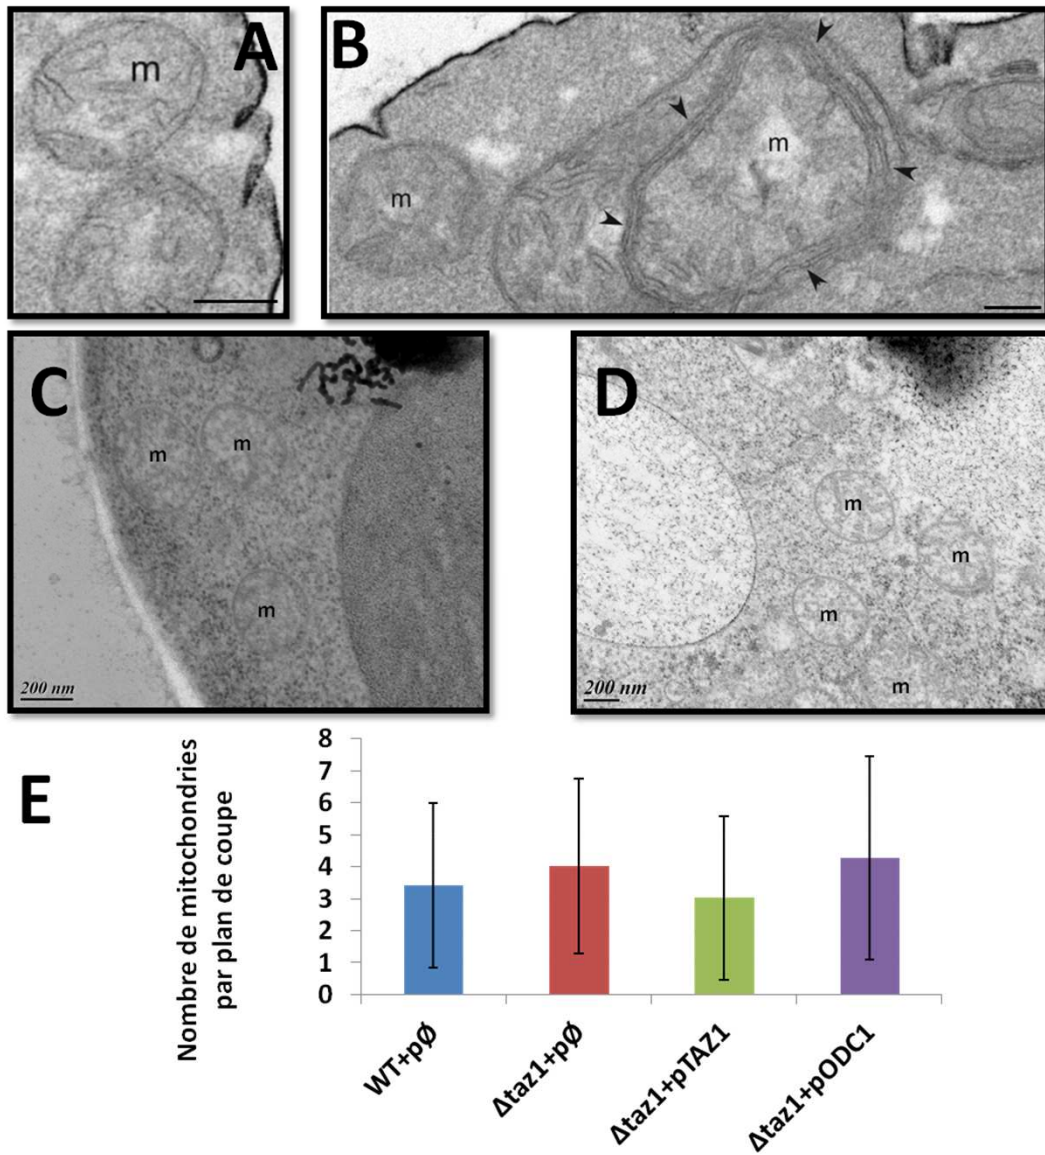 A
m
B
m
m
C
m
m
m
200 nm
D
m
m
m
m
200 nm
E
Nombre de mitochondries
par plan de coupe
8
7
6
5
4
3
2
1
0
WT+pØ
Δtaz1+pØ
Δtaz1+pTAZ1
Δtaz1+pODC1